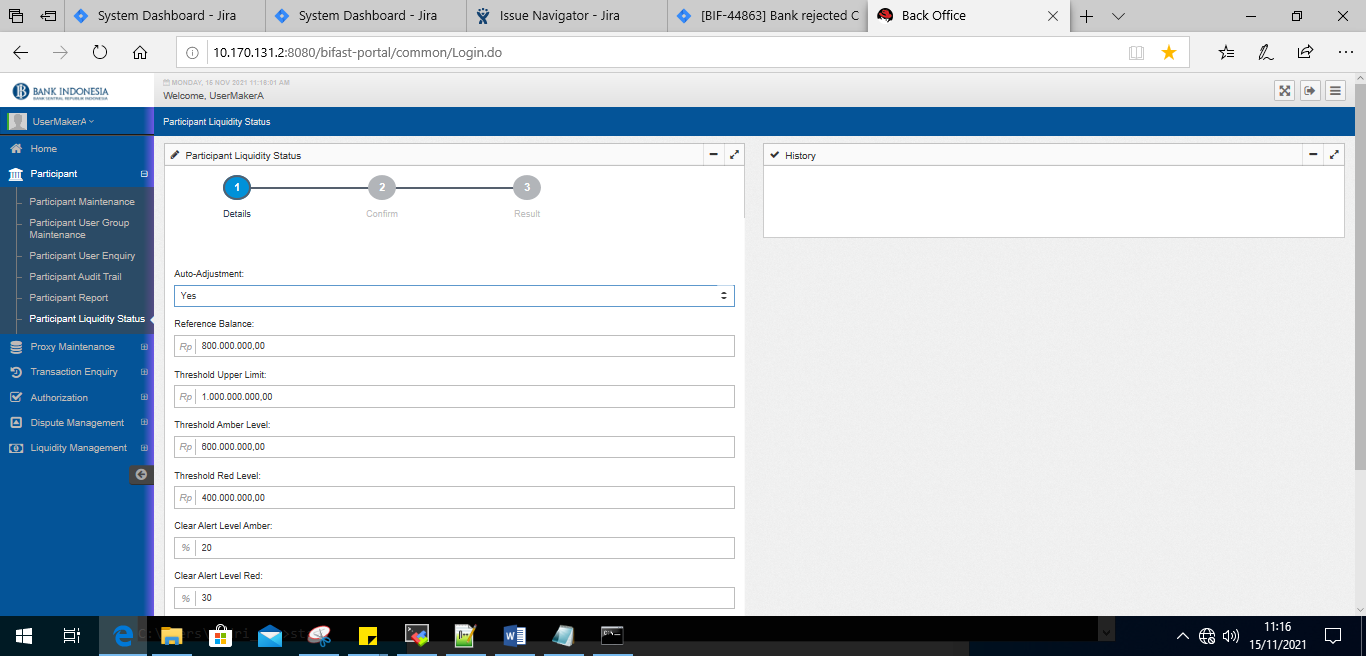 System Dashboard - Jira
System Dashboard - Jira
Issue Navigator - Jira
[BIF-44863] Bank rejected C
Back Office
10.170.131.2:8080/bifast-portal/common/Login.do
BANK INDONESIA
BANK SENTRAL REPUBLIK INDONESIA
MONDAY, 15 NOV 2021 11:16:01 AM
Welcome, UserMakerA
UserMakerA
Participant Liquidity Status
Home
Participant
Participant Maintenance
Participant User Group
Maintenance
Participant User Enquiry
Participant Audit Trail
Participant Report
Participant Liquidity Status
Proxy Maintenance
Transaction Enquiry
Authorization
Dispute Management
Liquidity Management
Participant Liquidity Status
1
2
3
Details
Confirm
Result
Auto-Adjustment:
Yes
Reference Balance:
Rp 800.000.000,00
Threshold Upper Limit:
Rp 1.000.000.000,00
Threshold Amber Level:
Rp 600.000.000,00
Threshold Red Level:
Rp 400.000.000,00
Clear Alert Level Amber:
% 20
Clear Alert Level Red:
% 30
History
11:16
15/11/2021